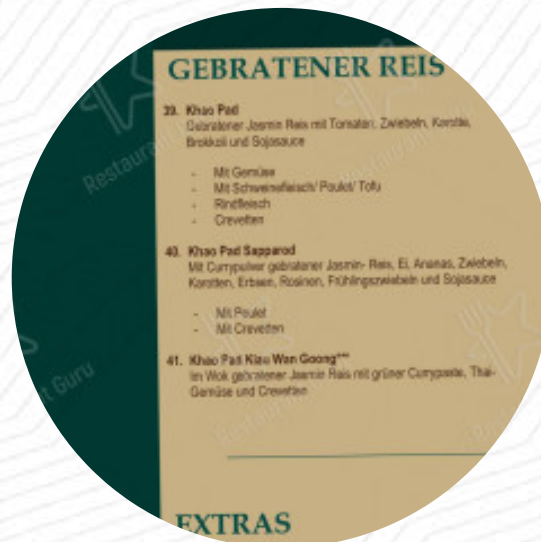 GEBRATENER REIS
39. Khao Pad
Gebratener Jasmin Reis mit Tomaten, Zwiebeln, Karotte,
Brokkoli und Sojasauce
- Mit Gemüse
- Mit Schweinefleisch/ Poulet/ Tofu
- Rindfleisch
- Crevetten
40. Khao Pad Sapparod
Mit Currypulver gebratener Jasmin- Reis, Ei, Ananas, Zwiebeln,
Karotten, Erbsen, Rosinen, Frühlingszwiebeln und Sojasauce
- Mit Poulet
- Mit Crevetten
41. Khao Pad Kiau Wan Goong***
Im Wok gebratener Jasmin Reis mit grüner Currypaste, Thai-
Gemüse und Crevetten
EXTRAS
Restaurant Guru
t Guru